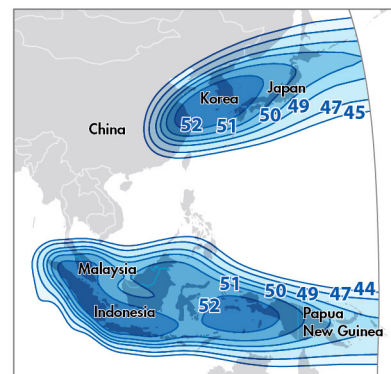 Japan
Korea
52 51 50 49 47 45
China
Malaysia
51 50 49 47 44
Indonesia
52
Papua
New Guinea